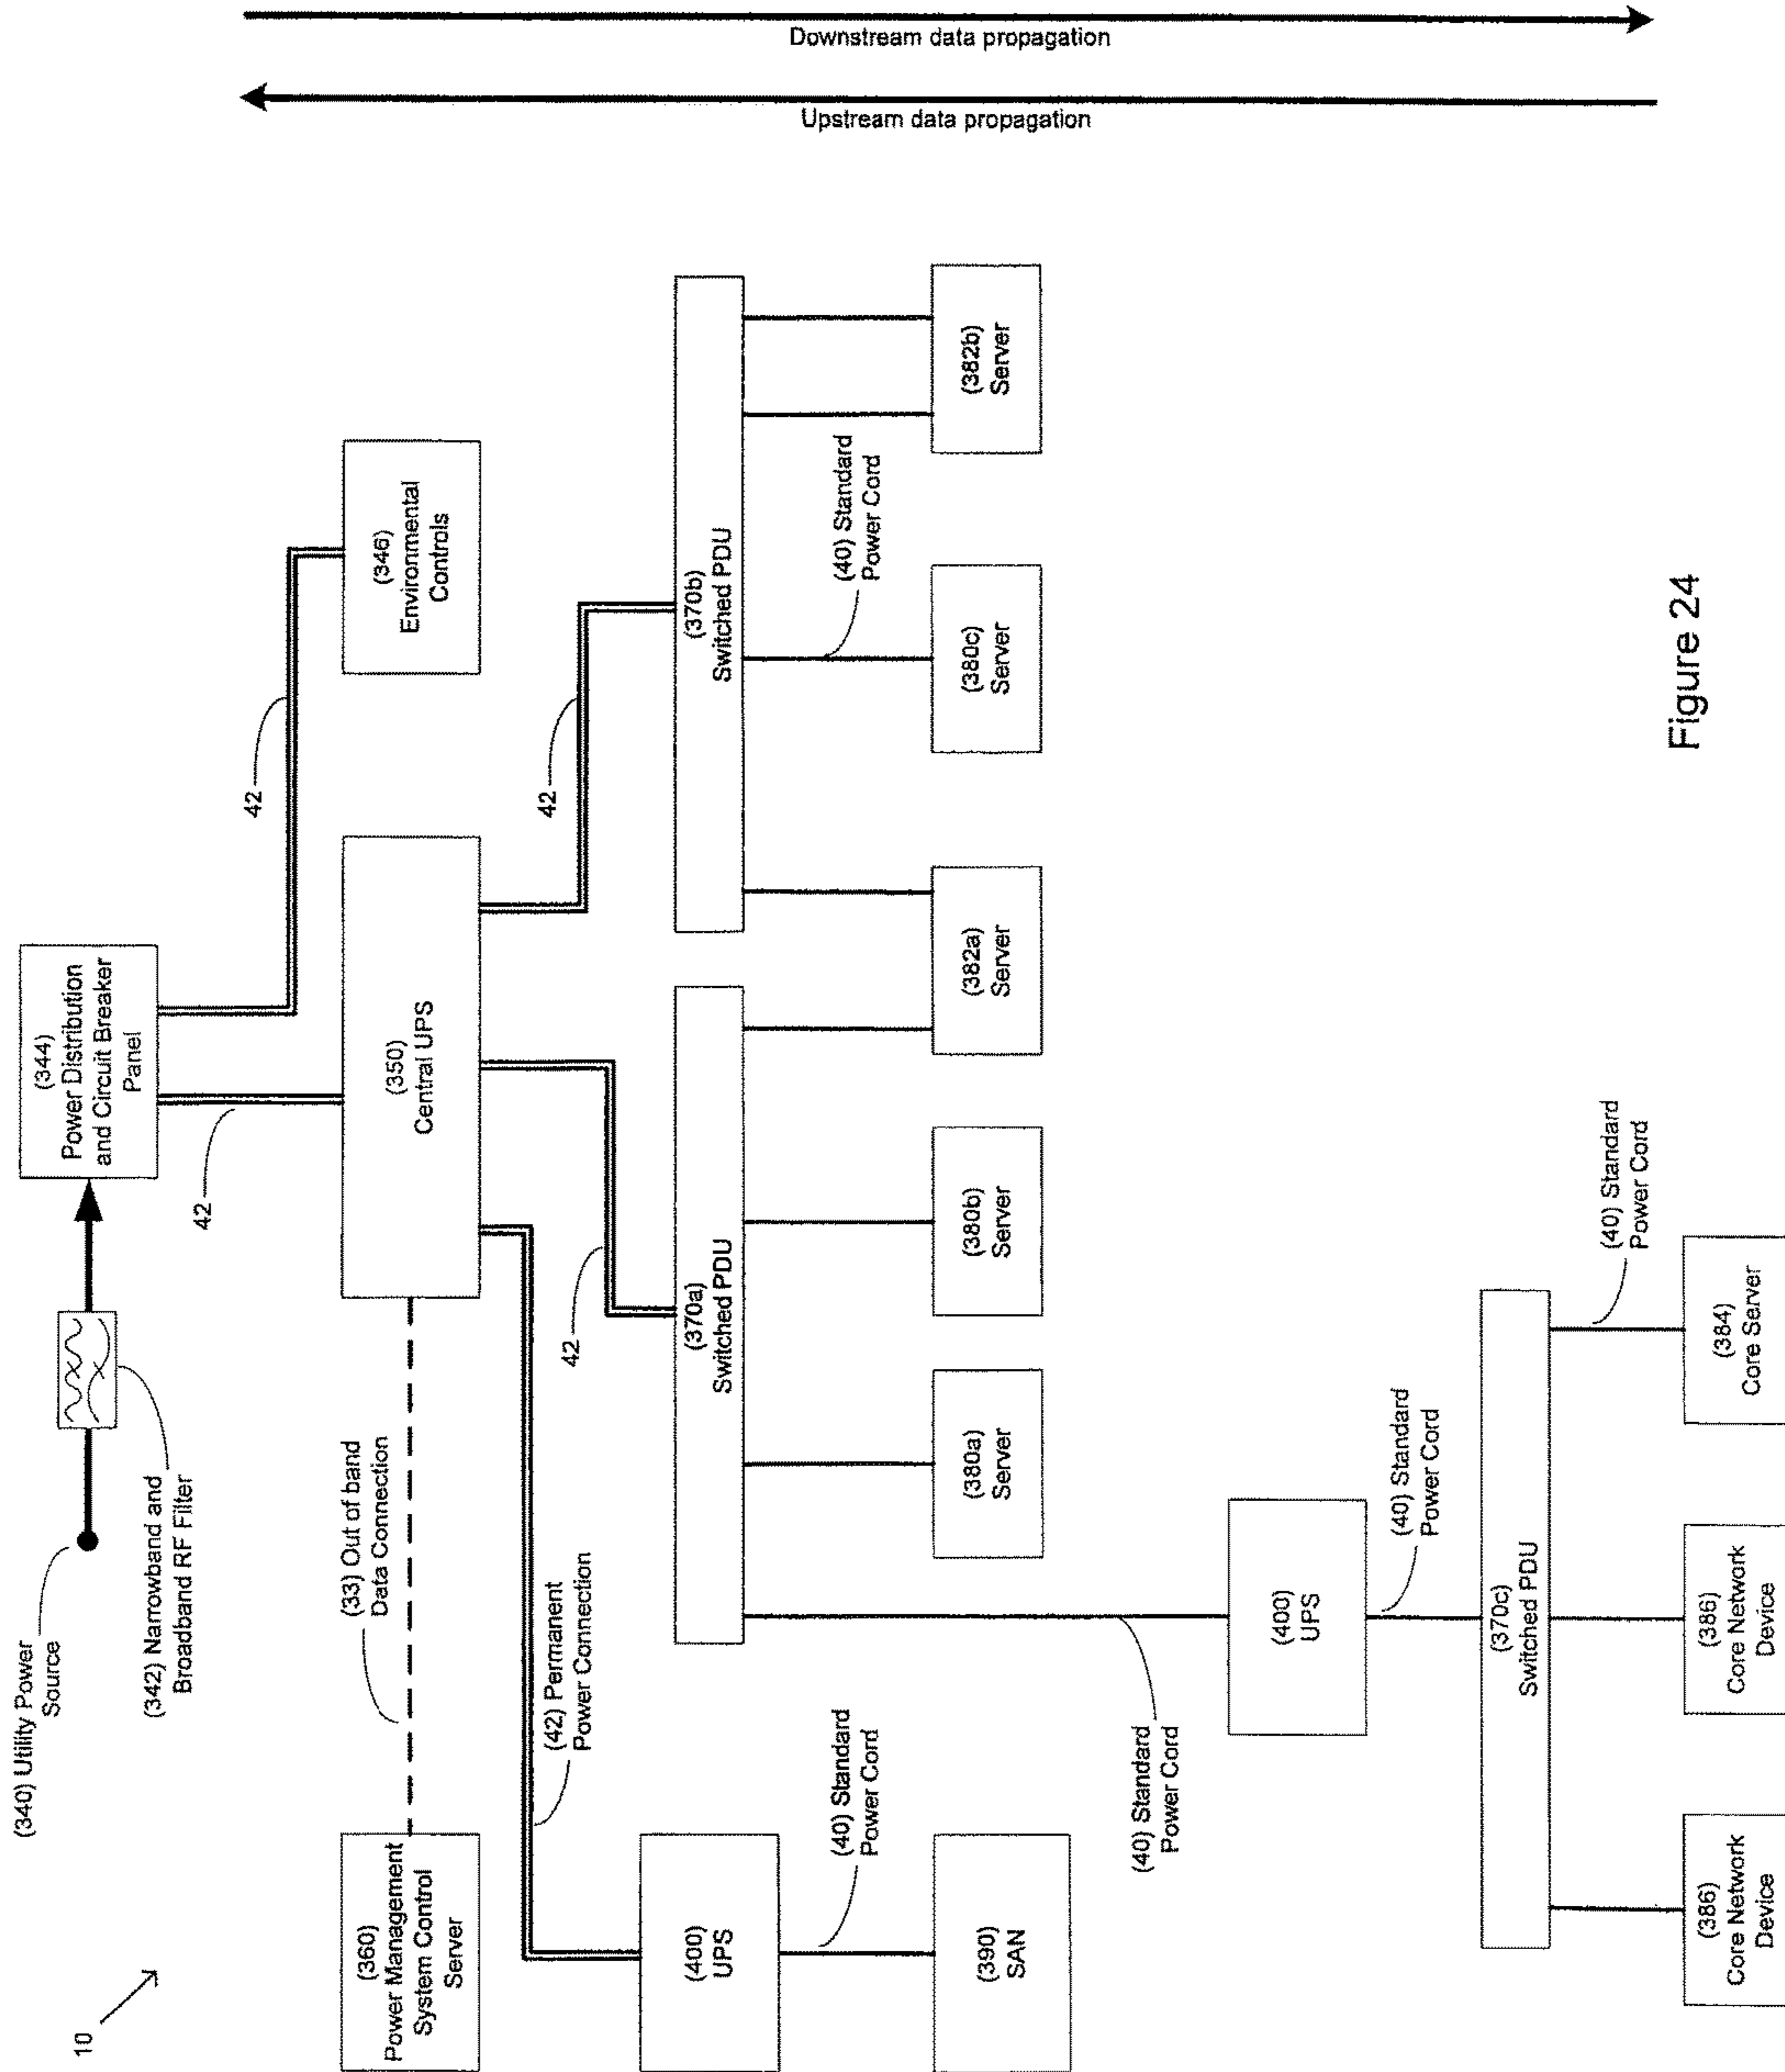 10
(340) Utility Power
Source
(342) Narrowband and
Broadband RF Filter
(344)
Power Distribution
and Circuit Breaker
Panel
42
42
(360)
Power Management
System Control
Server
(33) Out of band
Data Connection
(350)
Central UPS
(346)
Environmental
Controls
(42) Permanent
Power Connection
42
42
(400)
UPS
(370a)
Switched PDU
(370b)
Switched PDU
(40) Standard
Power Cord
(40) Standard
Power Cord
(390)
SAN
(380a)
Server
(380b)
Server
(382a)
Server
(380c)
Server
(382b)
Server
(40) Standard
Power Cord
(400)
UPS
(40) Standard
Power Cord
(370c)
Switched PDU
(40) Standard
Power Cord
(386)
Core Network
Device
(386)
Core Network
Device
(384)
Core Server
Figure 24
Upstream data propagation
Downstream data propagation